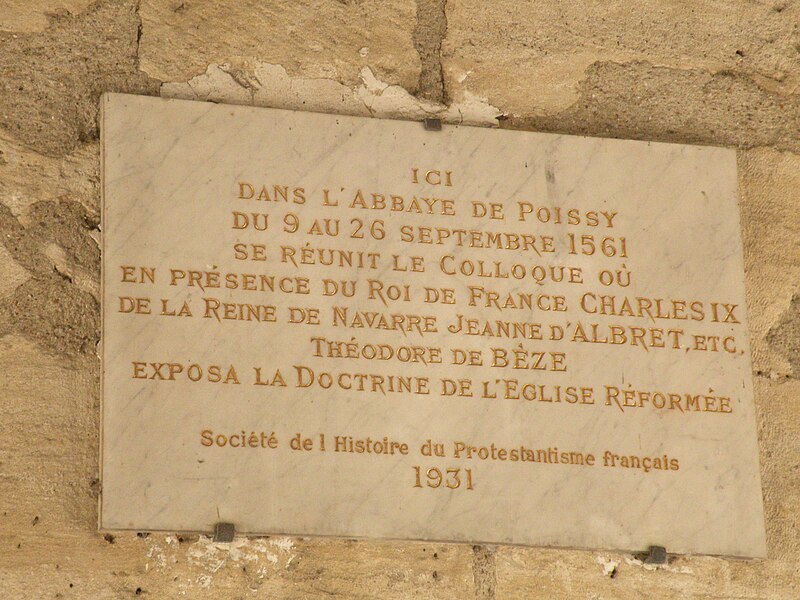 ICI
DANS L'ABBAYE DE POISSY
DU 9 AU 26 SEPTEMBRE 1561
SE RÉUNIT LE COLLOQUE OÙ
EN PRÉSENCE DU ROI DE FRANCE CHARLES IX
DE LA REINE DE NAVARRE JEANNE D'ALBRET, ETC.
THÉODORE DE BÈZE
EXPOSA LA DOCTRINE DE L'EGLISE RÉFORMÉE
Société de l Histoire du Protestantisme français
1931